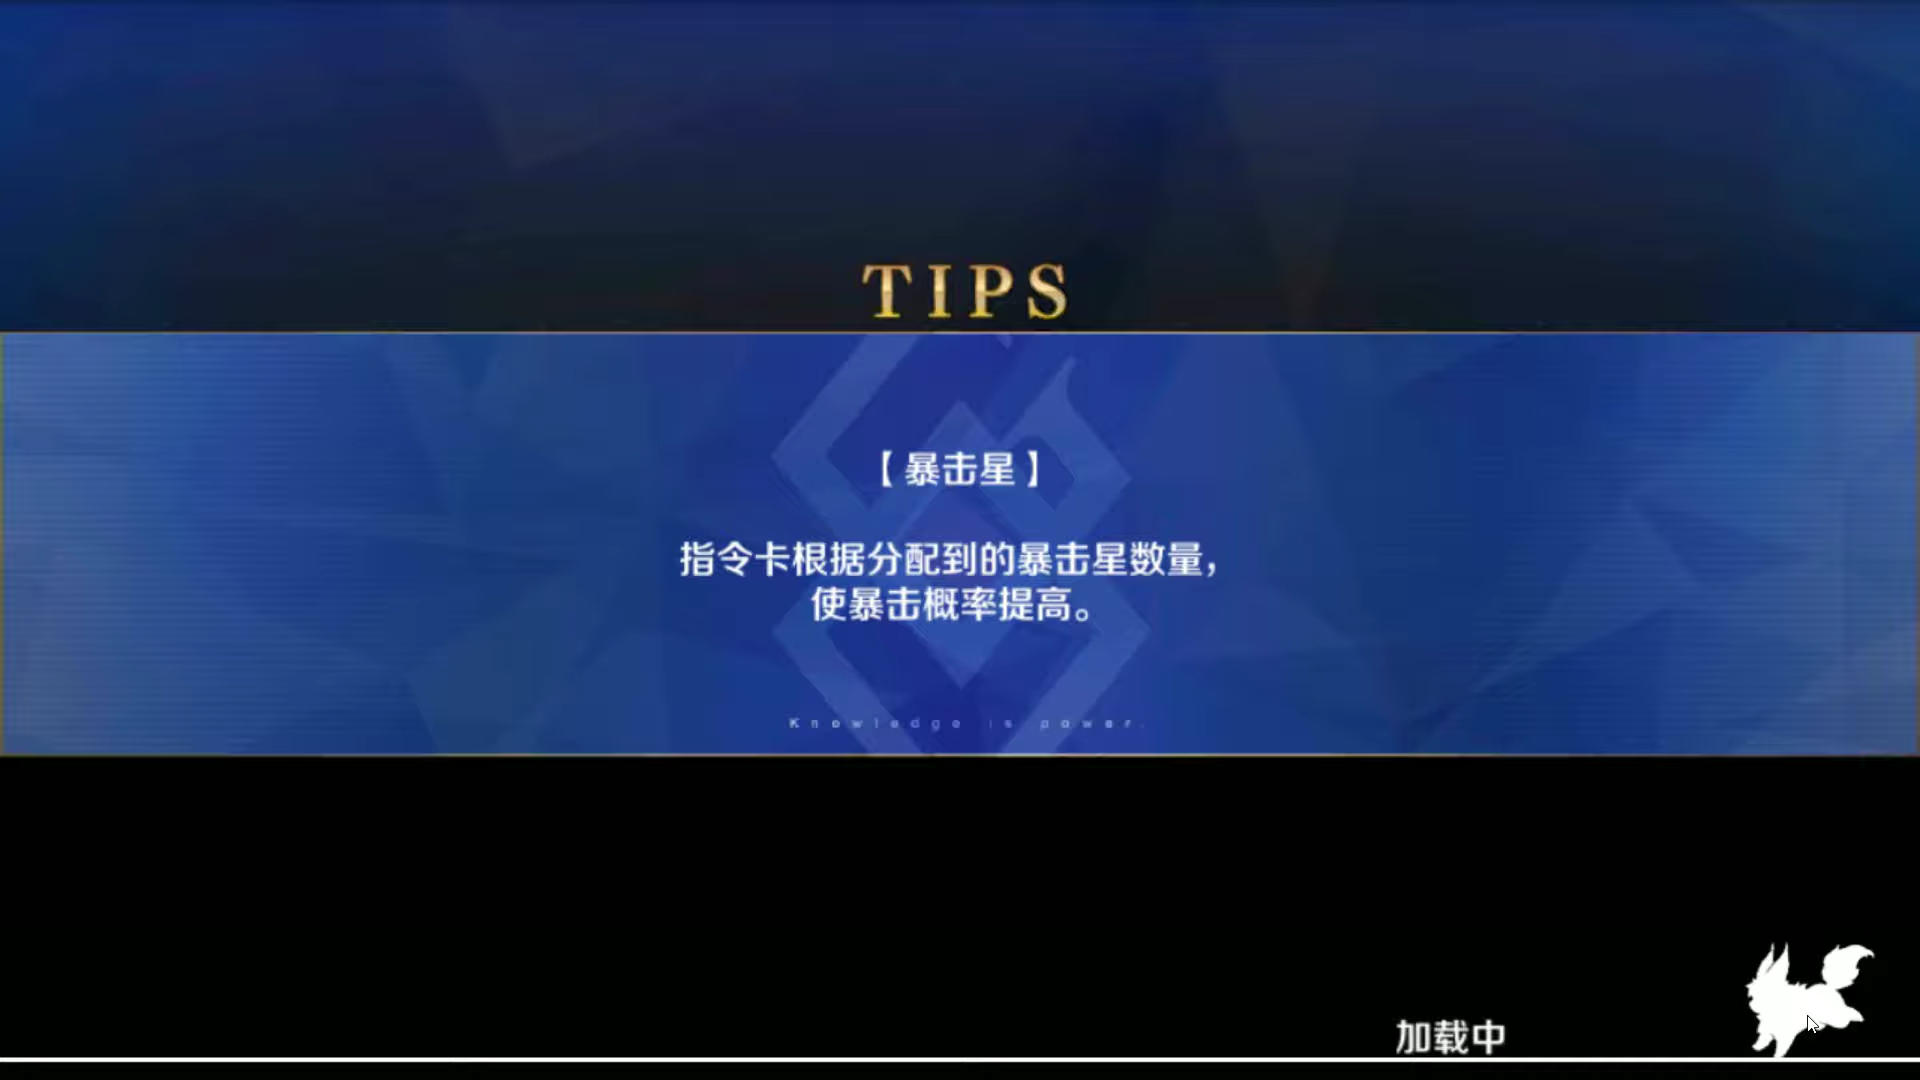 TIPS
【暴击星】
指令卡根据分配到的暴击星数量，
使暴击概率提高。
Knowledge is power.
加载中